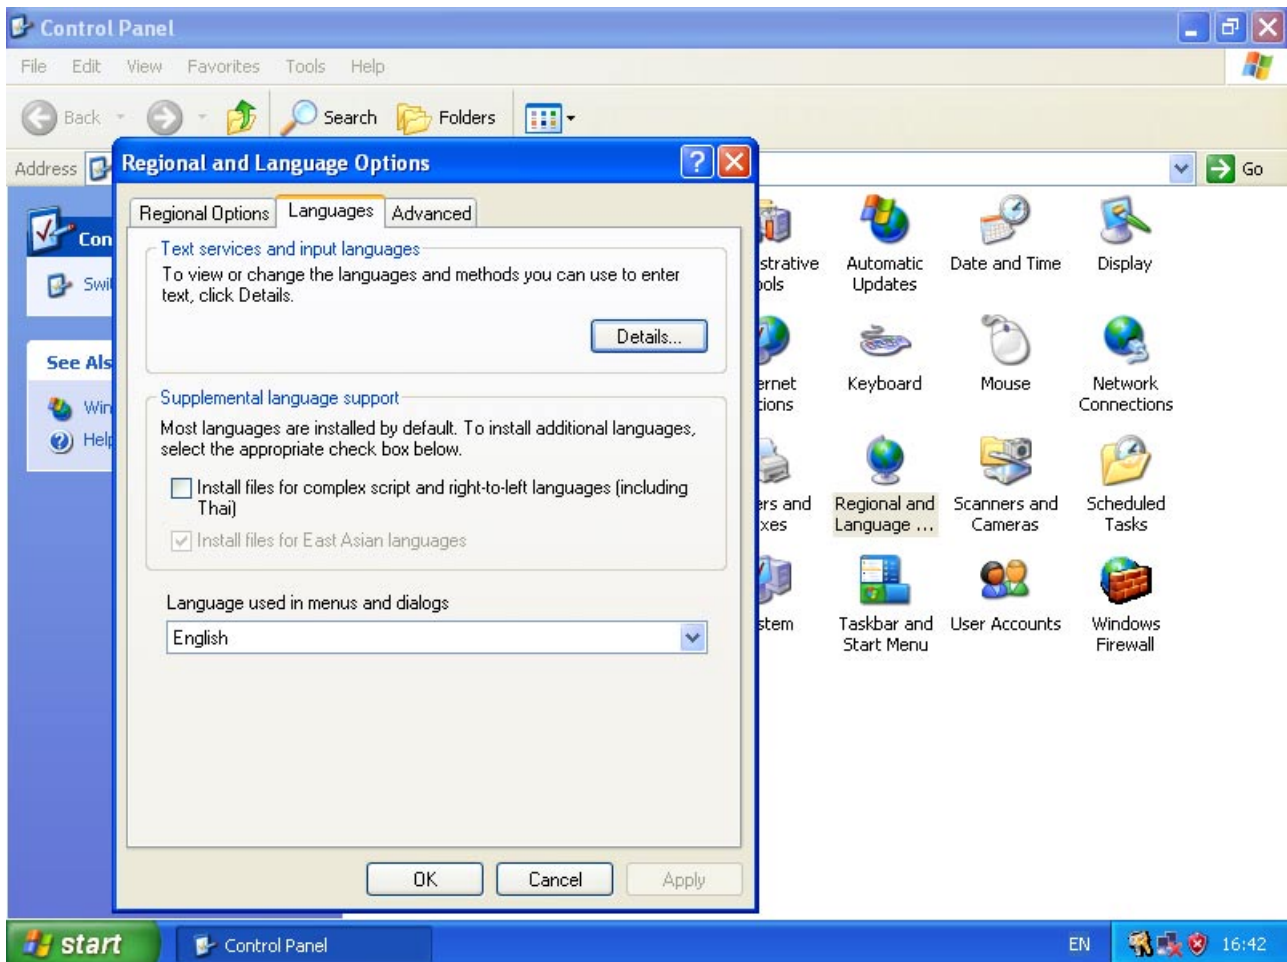 Control Panel
File Edit View Favorites Tools Help
Back Search Folders
Address Go
Regional and Language Options
Regional Options Languages Advanced
Text services and input languages
To view or change the languages and methods you can use to enter
text, click Details.
Details...
Supplemental language support
Most languages are installed by default. To install additional languages,
select the appropriate check box below.
Install files for complex script and right-to-left languages (including
Thai)
Install files for East Asian languages
Language used in menus and dialogs
English
OK Cancel Apply
See
Automatic
Updates
Date and Time
Display
Keyboard
Mouse
Network
Connections
Regional and
Language ...
Scanners and
Cameras
Scheduled
Tasks
Taskbar and
Start Menu
User Accounts
Windows
Firewall
start Control Panel EN 16:42